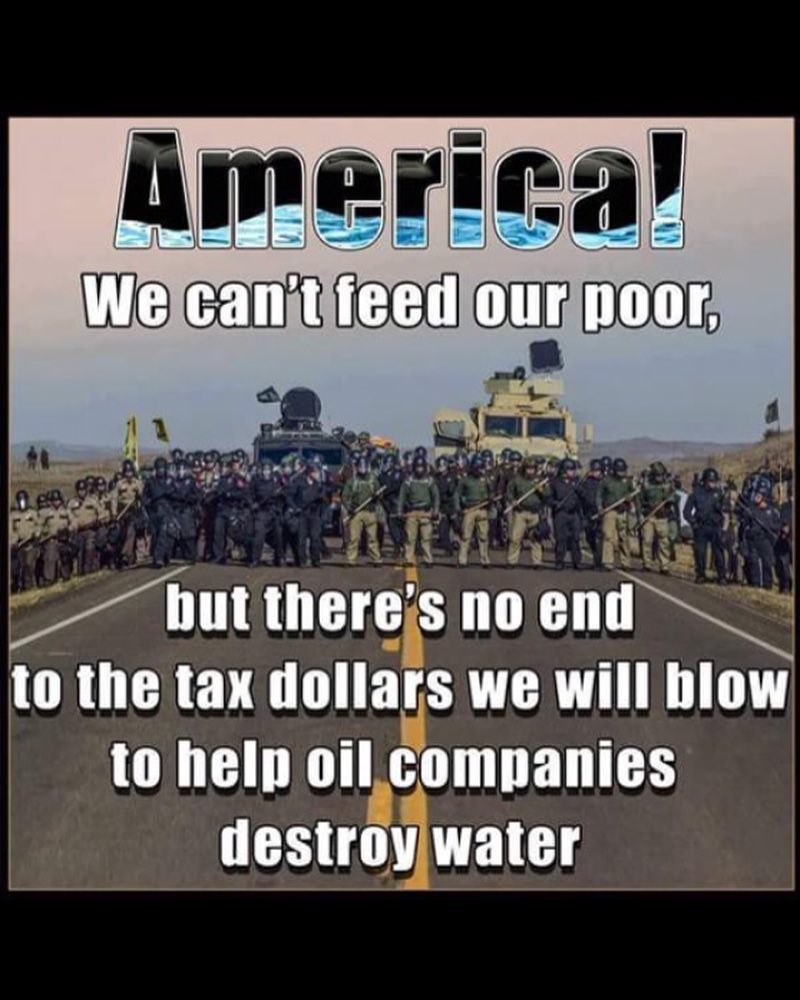 America!
We can't feed our poor,
but there's no end
to the tax dollars we will blow
to help oil companies
destroy water